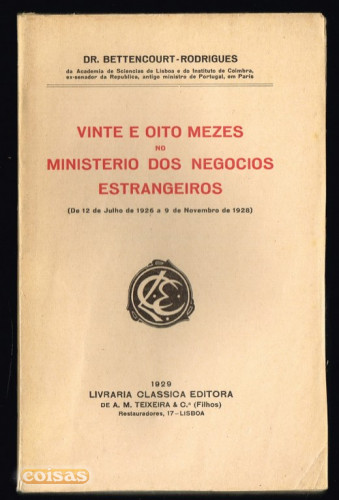 DR. BETTENCOURT-RODRIGUES
da Academia de Sciencias de Lisboa e do Instituto de Coimbra,
ex-senador da Republica, antigo ministro de Portugal, em Paris
VINTE E OITO MEZES
NO
MINISTERIO DOS NEGOCIOS
ESTRANGEIROS
(De 12 de Julho de 1926 a 9 de Novembro de 1928)
LCE
1929
LIVRARIA CLASSICA EDITORA
DE A. M. TEIXEIRA & C.ª (Filhos)
Restauradores, 17—LISBOA
coisas